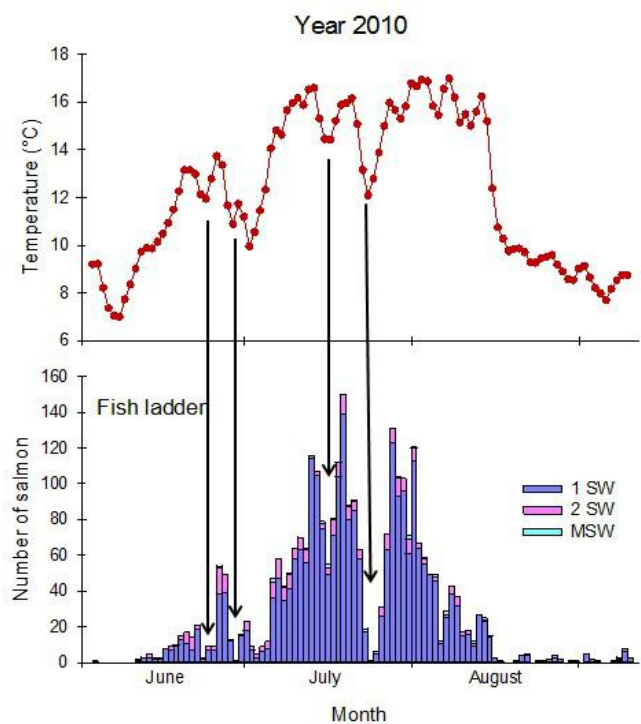 Year 2010
18
16
14
12
10
8
6
Temperature (°C)
160
140
120
100
80
60
40
20
0
Number of salmon
Fish ladder
1 SW
2 SW
MSW
June July August
Month